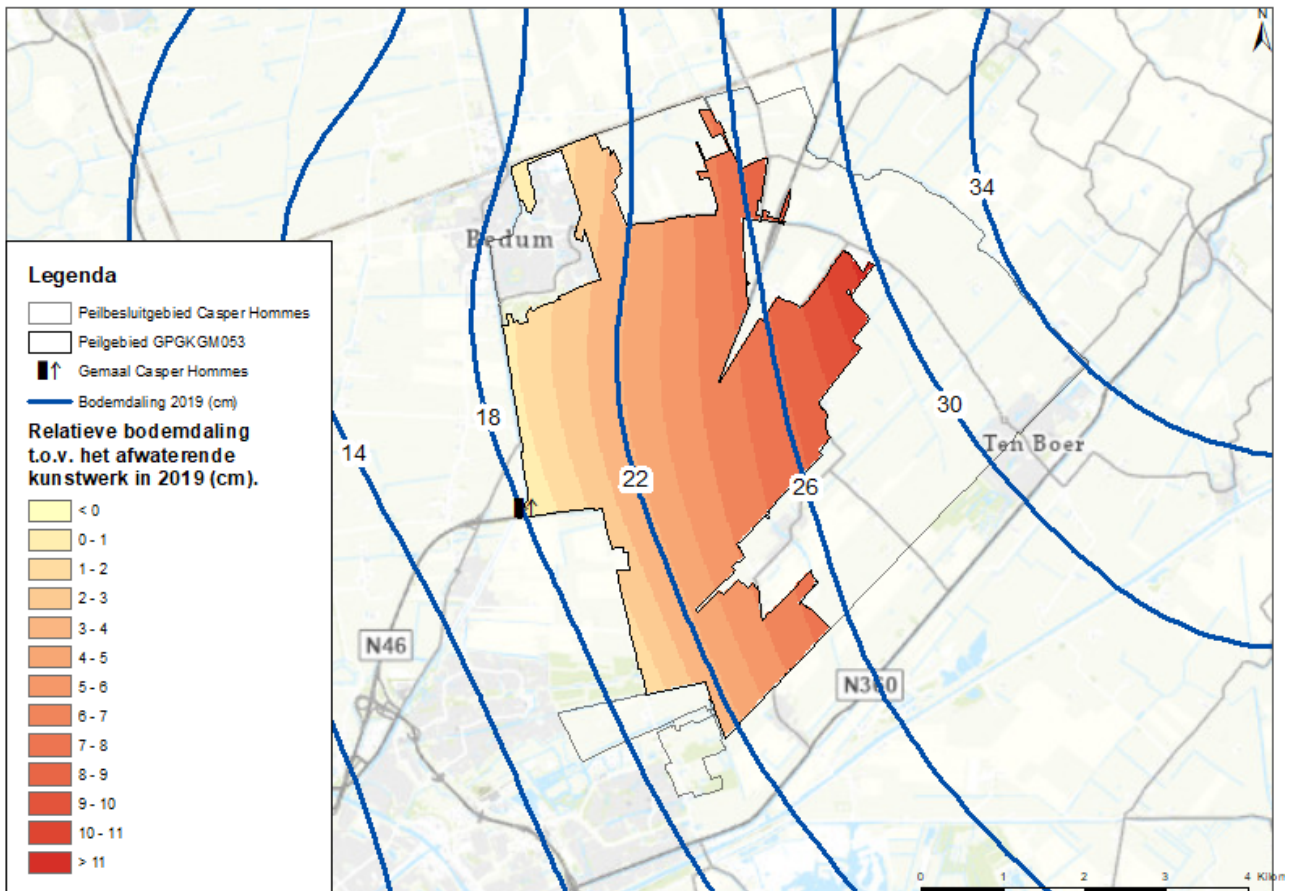 N
34
Bedum
Legenda
Peilbesluitgebied Casper Hommes
Peilgebied GPGKGM053
Gemaal Casper Hommes
Bodemdaling 2019 (cm)
Relatieve bodemdaling
t.o.v. het afwaterende
kunstwerk in 2019 (cm).
< 0
0 - 1
1 - 2
2 - 3
3 - 4
4 - 5
5 - 6
6 - 7
7 - 8
8 - 9
9 - 10
10 - 11
> 11
14
18
22
26
30
Ten Boer
N46
N360
0 1 2 3 4 Kilom